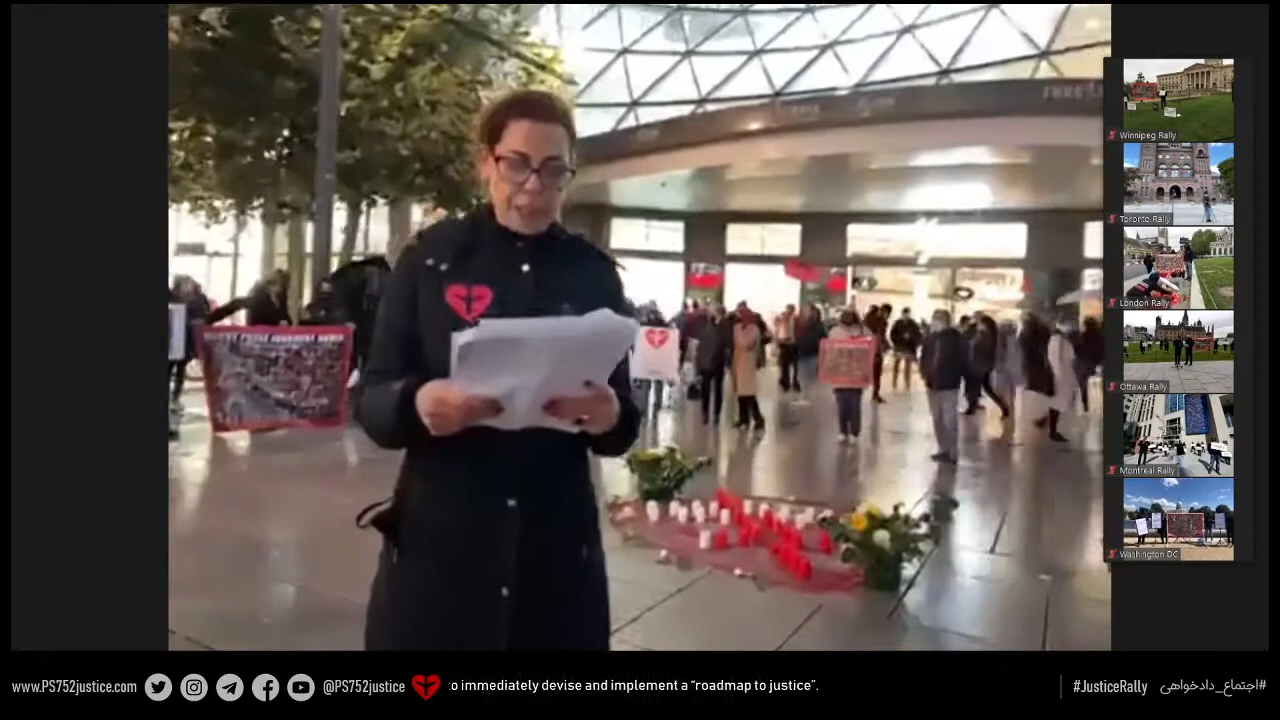 Winnipeg Rally
Toronto Rally
London Rally
Ottawa Rally
Montreal Rally
Washington DC
www.PS752justice.com
@PS752justice
to immediately devise and implement a “roadmap to justice”.
#JusticeRally
#اجتماع_دادخواهی